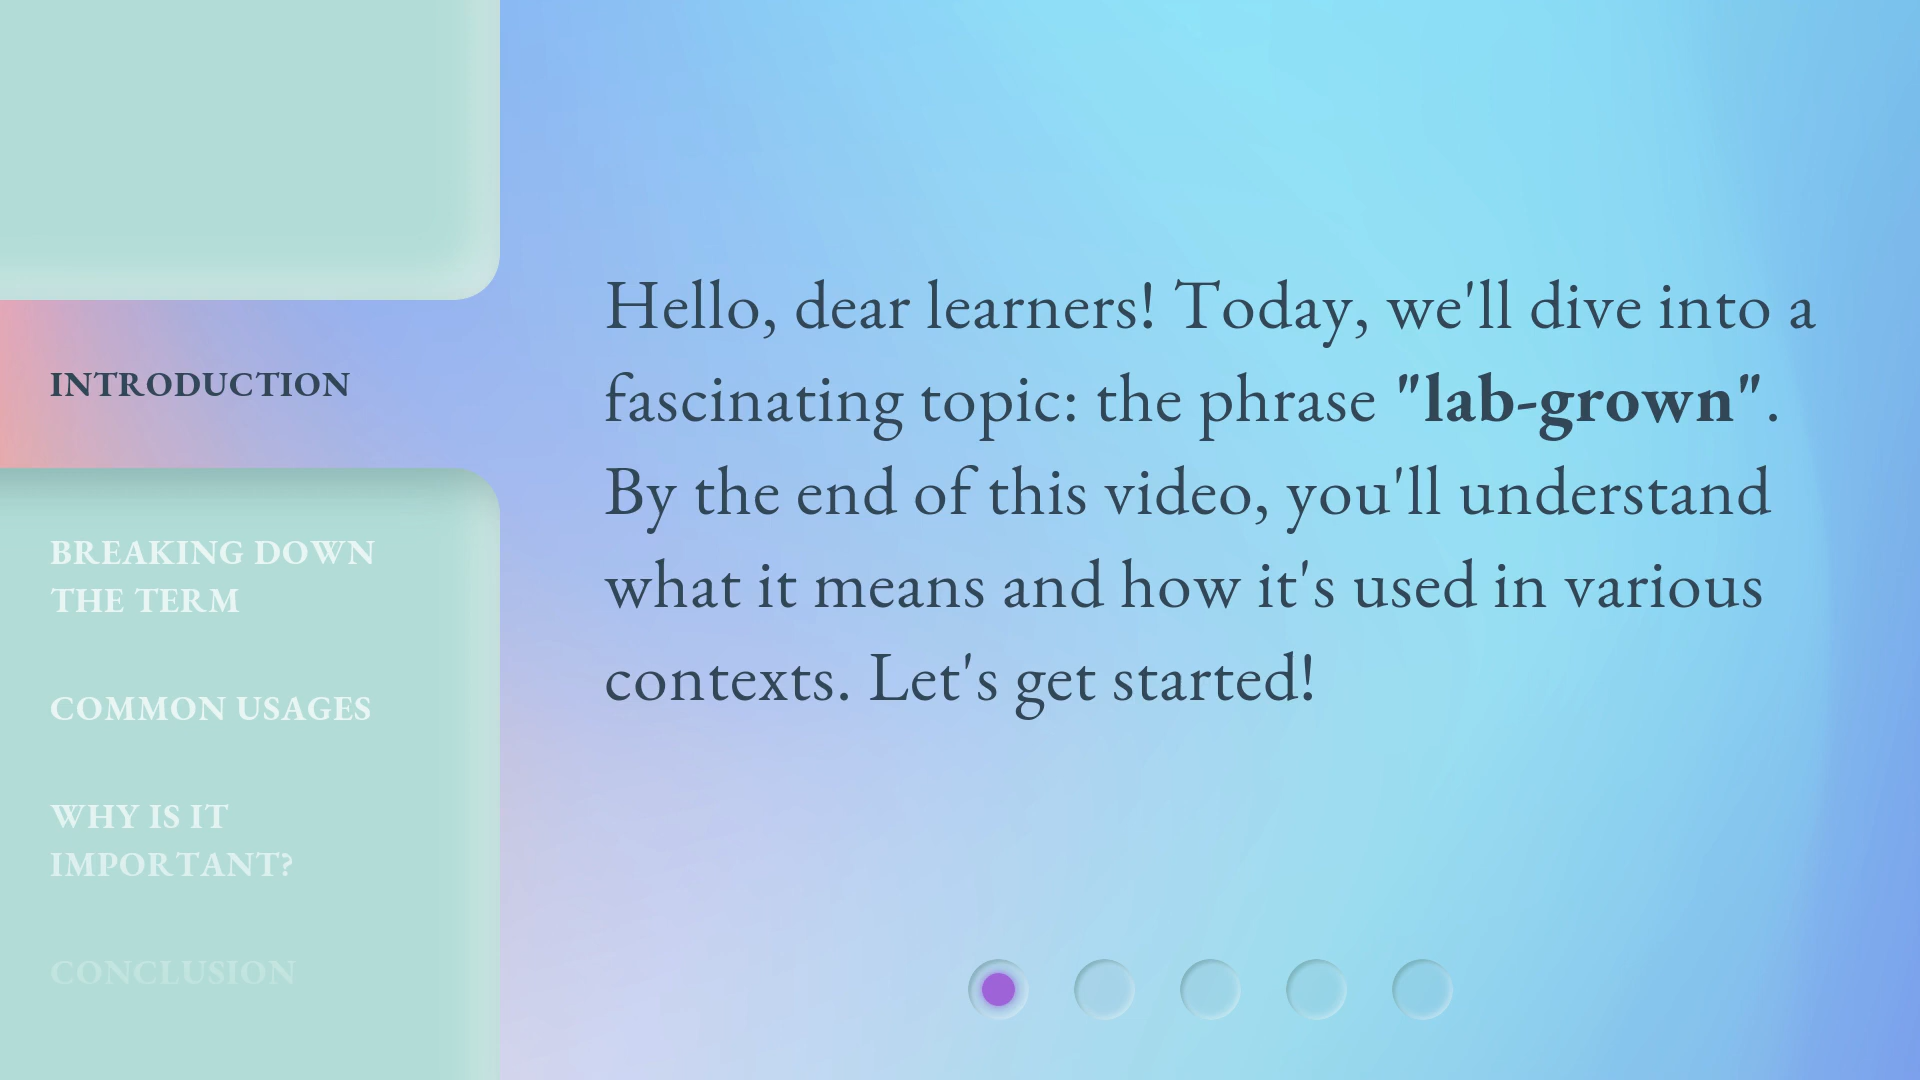 INTRODUCTION
BREAKING DOWN
THE TERM
COMMON USAGES
WHY IS IT
IMPORTANT?
CONCLUSION
Hello, dear learners! Today, we'll dive into a
fascinating topic: the phrase "lab-grown".
By the end of this video, you'll understand
what it means and how it's used in various
contexts. Let's get started!